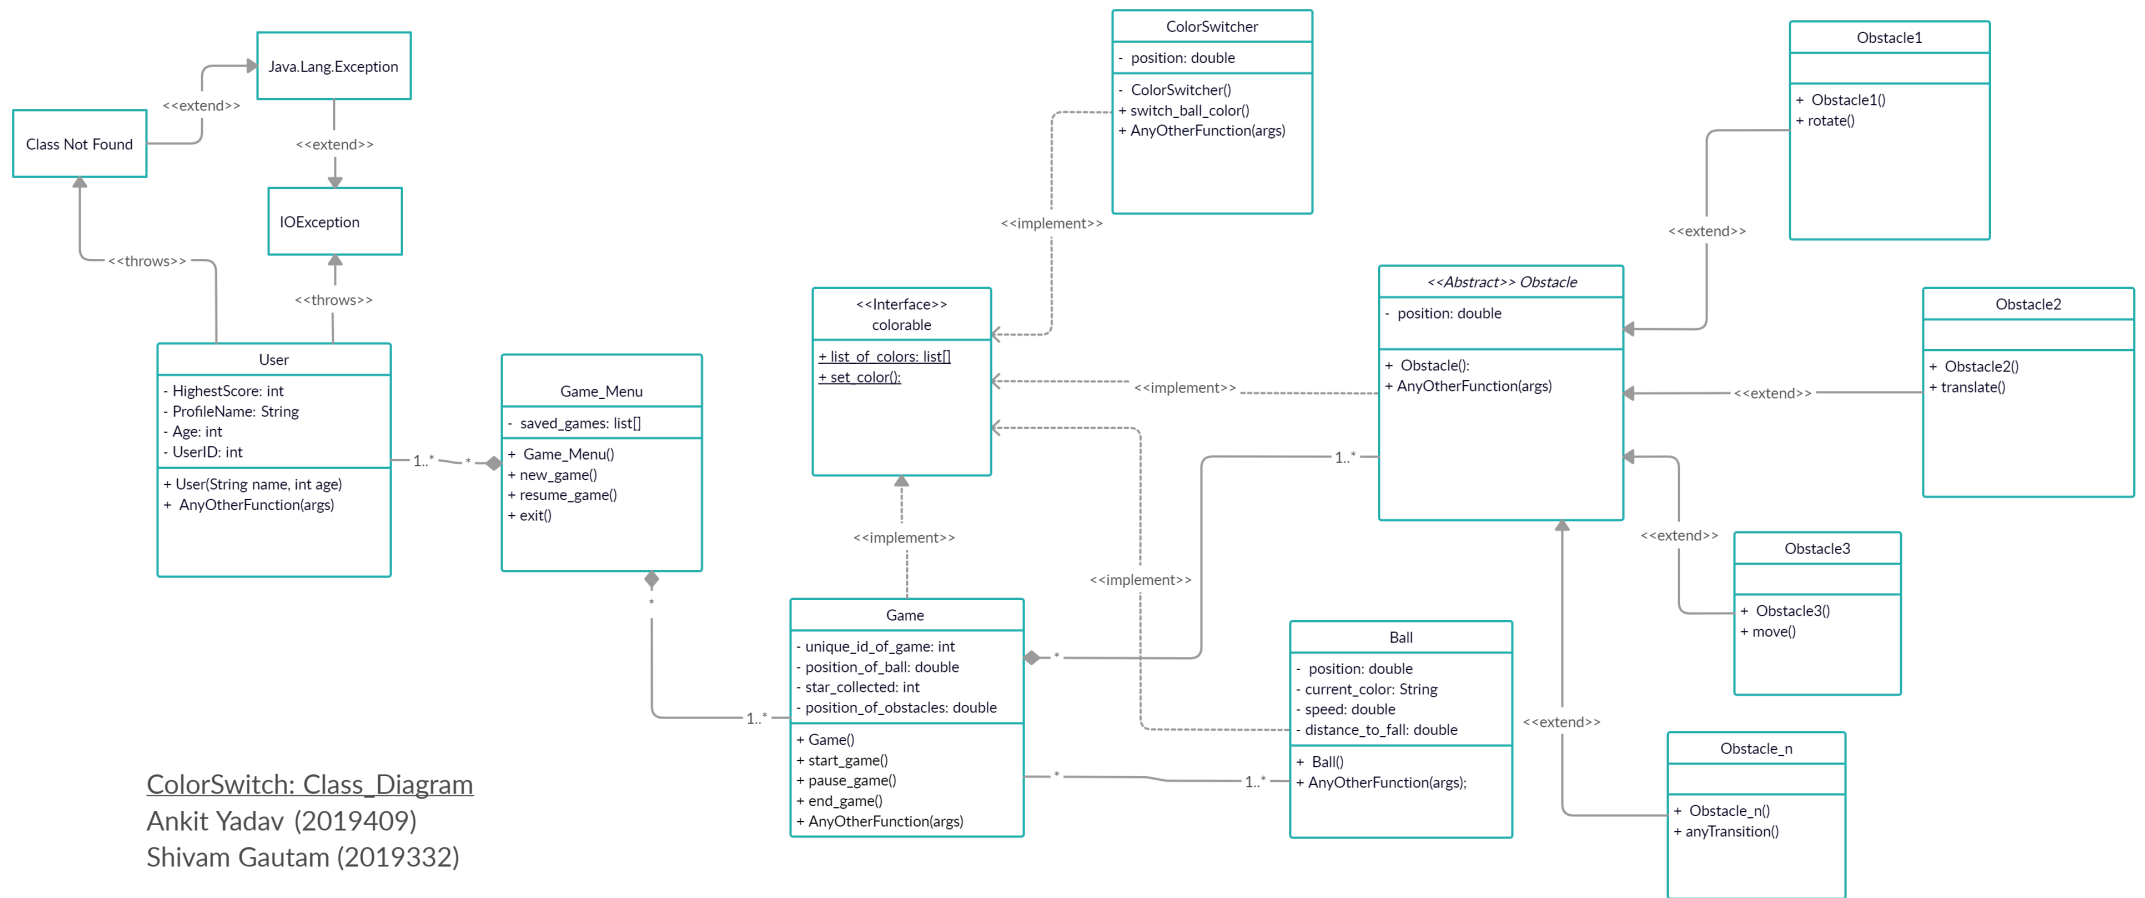 Java.Lang.Exception
<<extend>>
Class Not Found
<<extend>>
IOException
<<throws>>
<<throws>>
User
- HighestScore: int
- ProfileName: String
- Age: int
- UserID: int
+ User(String name, int age)
+ AnyOtherFunction(args)
1..*
*
Game_Menu
- saved_games: list[]
+ Game_Menu()
+ new_game()
+ resume_game()
+ exit()
*
1..*
ColorSwitcher
- position: double
- ColorSwitcher()
+ switch_ball_color()
+ AnyOtherFunction(args)
<<implement>>
<<Interface>>
colorable
+ list_of_colors: list[]
+ set_color():
<<implement>>
<<implement>>
<<implement>>
Game
- unique_id_of_game: int
- position_of_ball: double
- star_collected: int
- position_of_obstacles: double
+ Game()
+ start_game()
+ pause_game()
+ end_game()
+ AnyOtherFunction(args)
*
1..*
*
1..*
<<Abstract>> Obstacle
- position: double
+ Obstacle():
+ AnyOtherFunction(args)
Ball
- position: double
- current_color: String
- speed: double
- distance_to_fall: double
+ Ball()
+ AnyOtherFunction(args);
Obstacle1
+ Obstacle1()
+ rotate()
<<extend>>
Obstacle2
+ Obstacle2()
+ translate()
<<extend>>
Obstacle3
+ Obstacle3()
+ move()
<<extend>>
Obstacle_n
+ Obstacle_n()
+ anyTransition()
<<extend>>
ColorSwitch: Class_Diagram
Ankit Yadav (2019409)
Shivam Gautam (2019332)